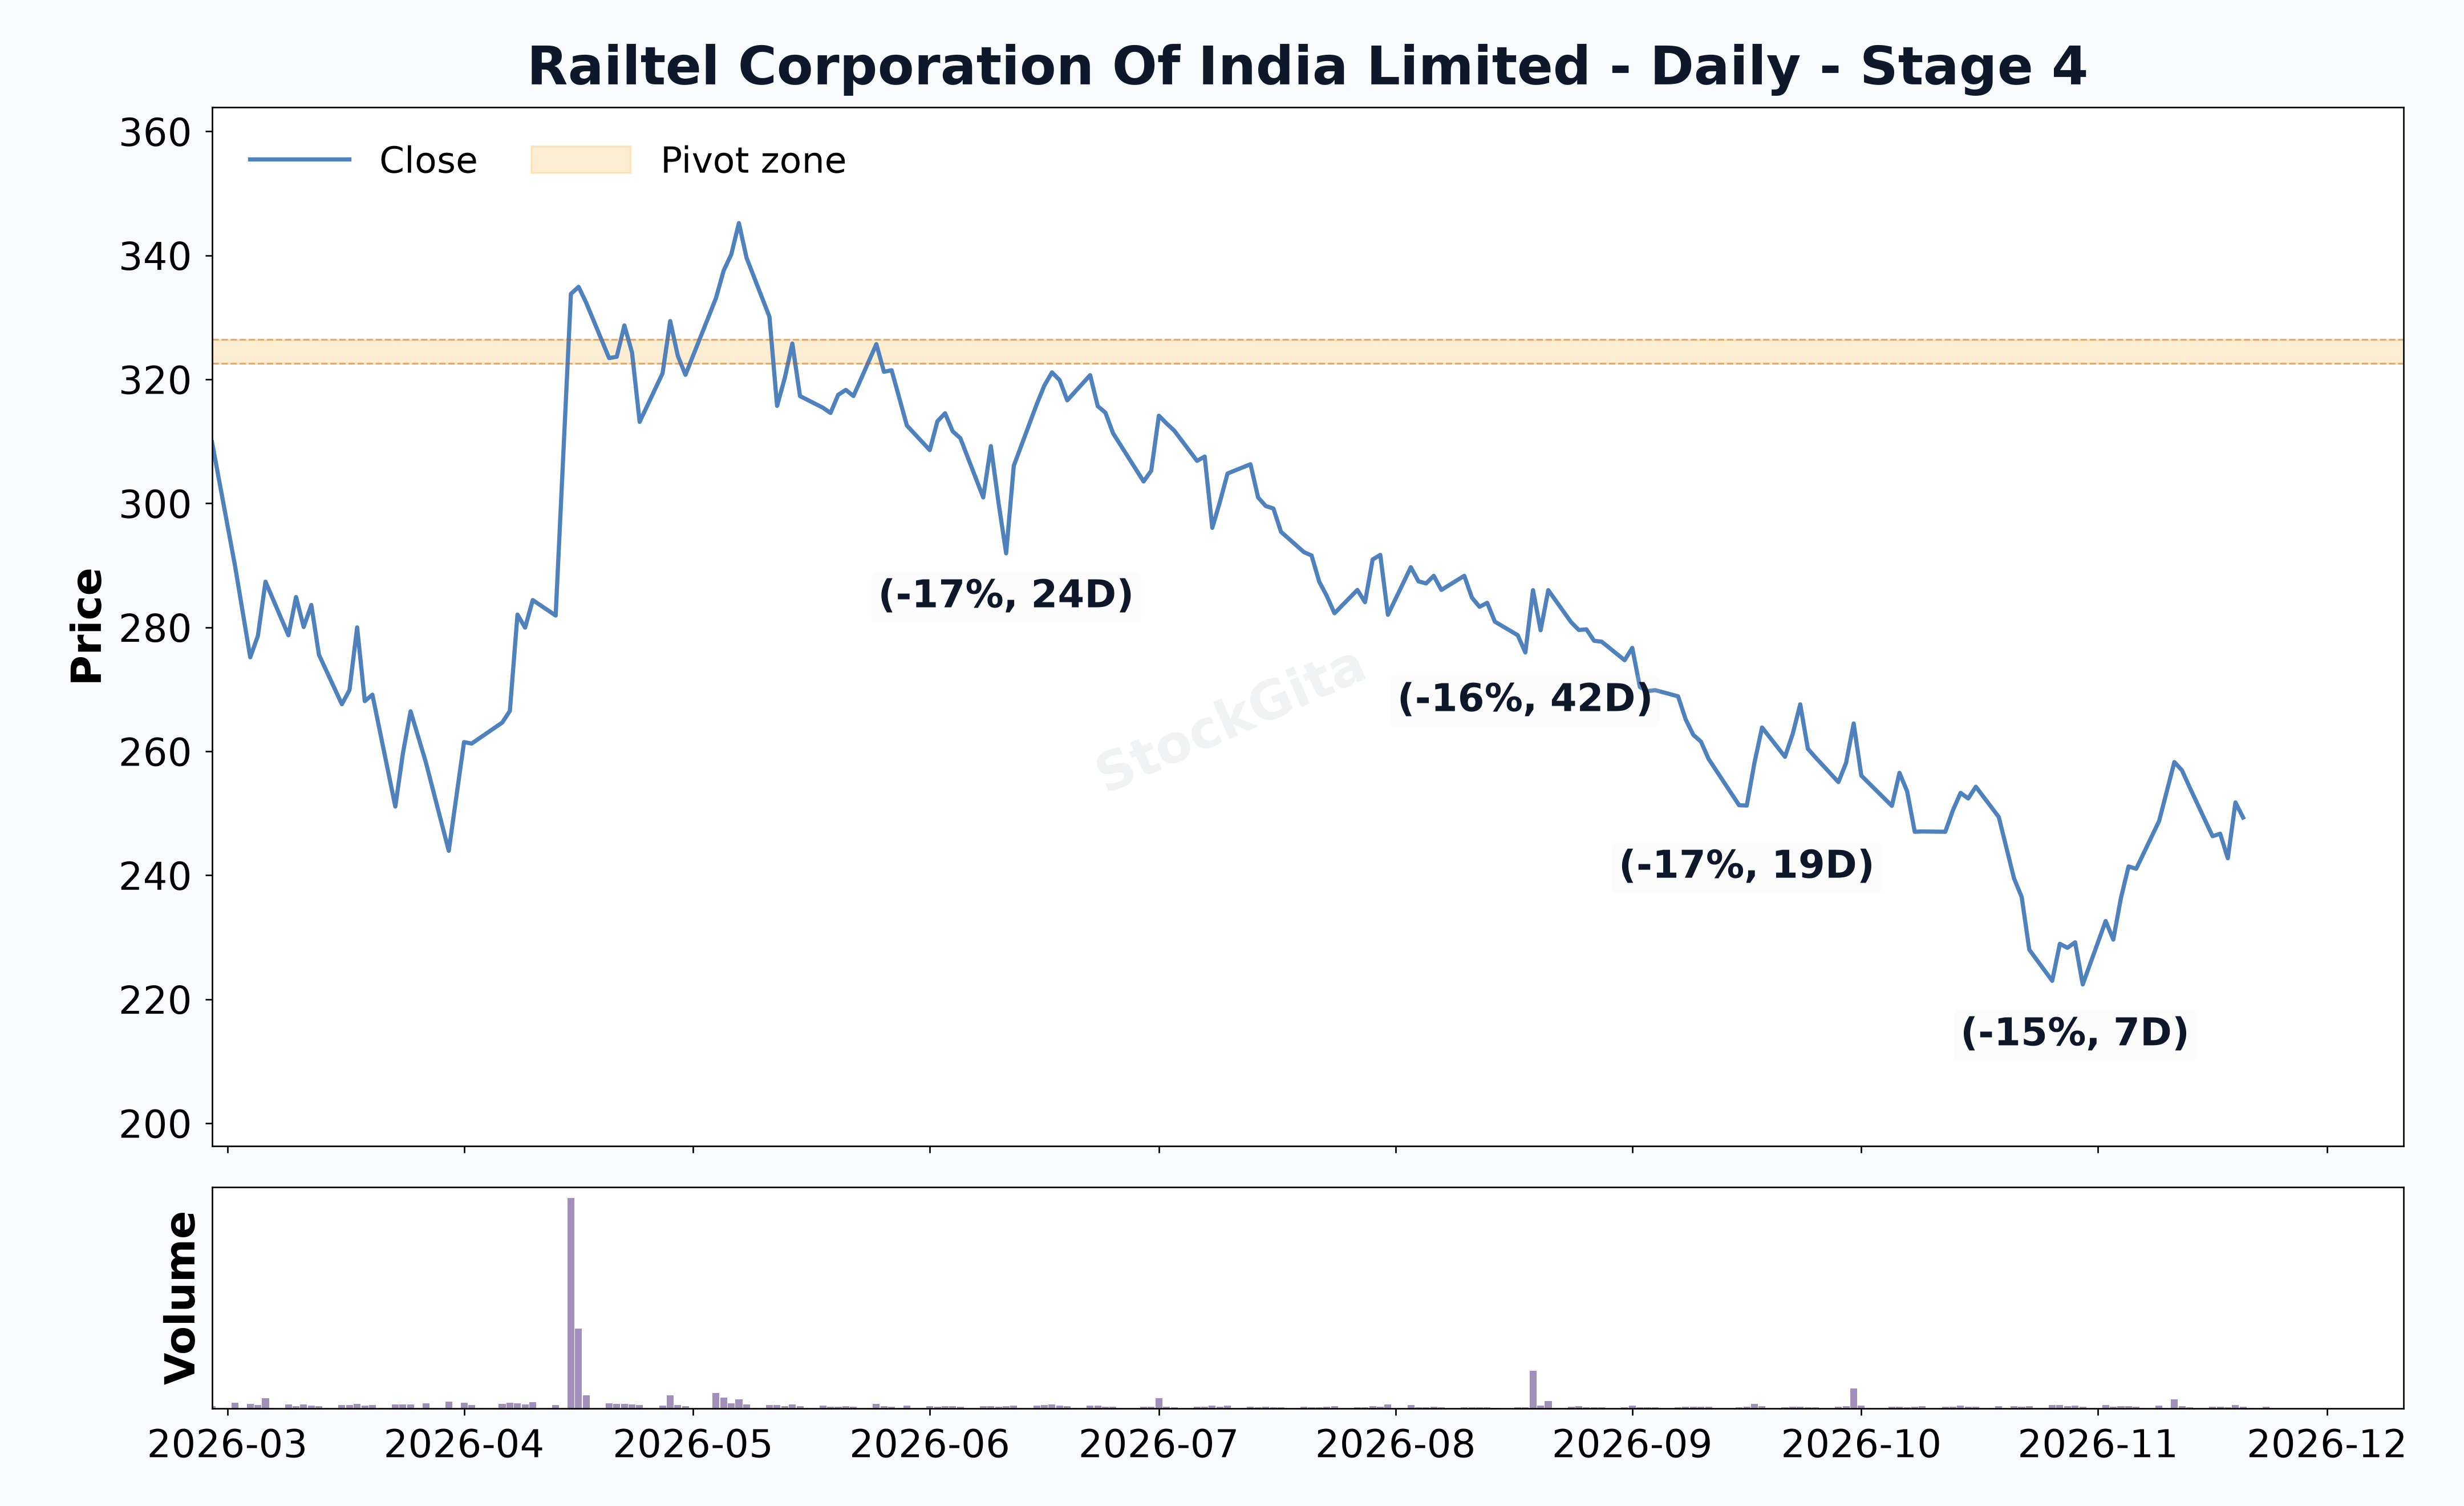 Railtel Corporation Of India Limited - Daily - Stage 4
Close
Pivot zone
Price
360
340
320
300
280
260
240
220
200
(-17%, 24D)
(-16%, 42D)
(-17%, 19D)
(-15%, 7D)
StockGita
Volume
2026-03
2026-04
2026-05
2026-06
2026-07
2026-08
2026-09
2026-10
2026-11
2026-12